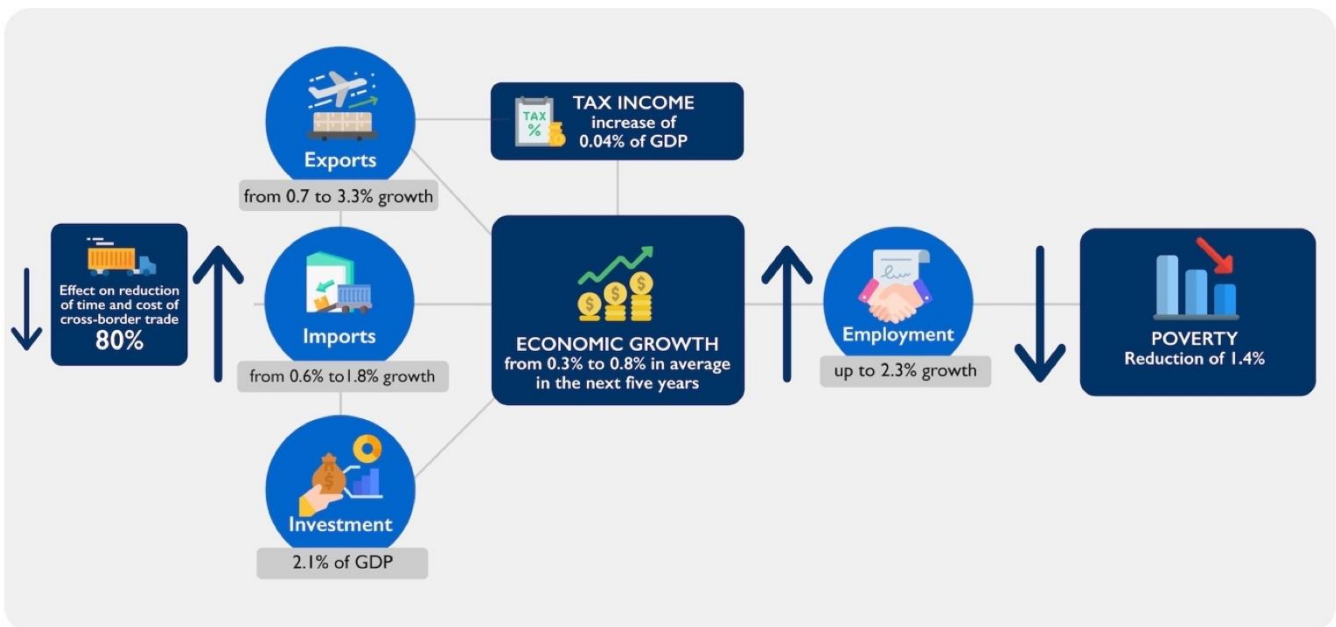 Effect on reduction
of time and cost of
cross-border trade
80%
Exports
from 0.7 to 3.3% growth
Imports
from 0.6% to1.8% growth
Investment
2.1% of GDP
TAX
%
TAX INCOME
increase of
0.04% of GDP
ECONOMIC GROWTH
from 0.3% to 0.8% in average
in the next five years
Employment
up to 2.3% growth
POVERTY
Reduction of 1.4%